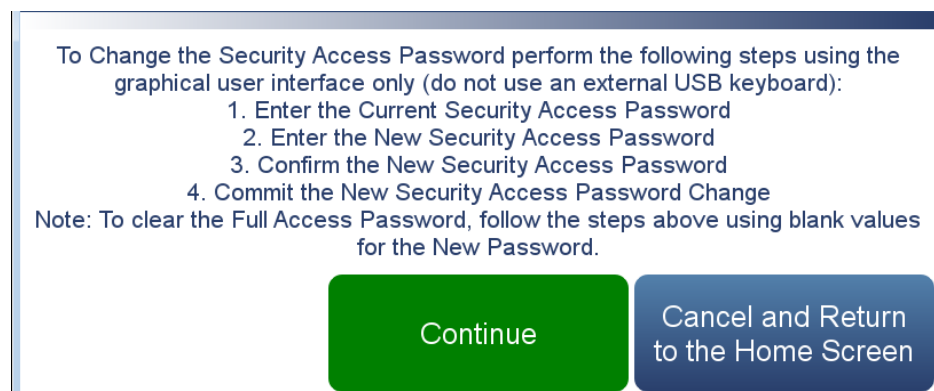 To Change the Security Access Password perform the following steps using the
graphical user interface only (do not use an external USB keyboard):
1. Enter the Current Security Access Password
2. Enter the New Security Access Password
3. Confirm the New Security Access Password
4. Commit the New Security Access Password Change
Note: To clear the Full Access Password, follow the steps above using blank values
for the New Password.
Continue
Cancel and Return
to the Home Screen